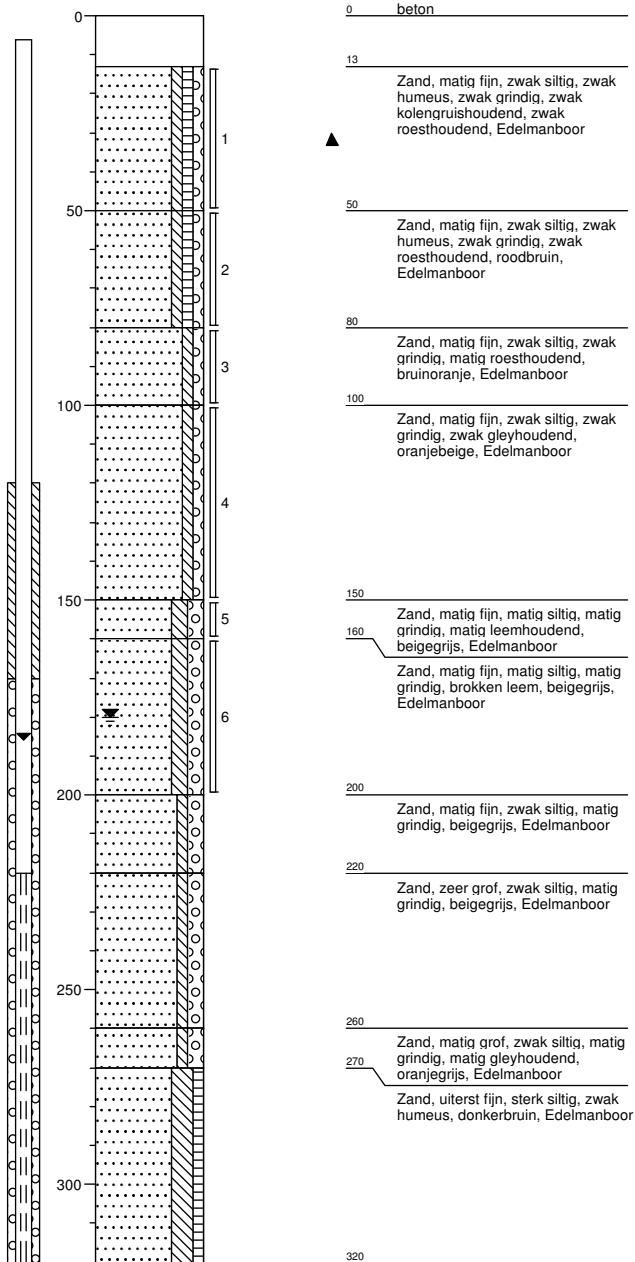 0
beton
0
13
Zand, matig fijn, zwak siltig, zwak
humeus, zwak grindig, zwak
kolengruishoudend, zwak
roesthoudend, Edelmanboor
1
50
50
Zand, matig fijn, zwak siltig, zwak
humeus, zwak grindig, zwak
roesthoudend, roodbruin,
Edelmanboor
2
80
Zand, matig fijn, zwak siltig, zwak
grindig, matig roesthoudend,
bruinoranje, Edelmanboor
3
100
100
Zand, matig fijn, zwak siltig, zwak
grindig, zwak gleyhoudend,
oranjebeige, Edelmanboor
4
150
150
Zand, matig fijn, matig siltig, matig
grindig, matig leemhoudend,
beigegrijs, Edelmanboor
5
160
Zand, matig fijn, matig siltig, matig
grindig, brokken leem, beigegrijs,
Edelmanboor
6
200
200
Zand, matig fijn, zwak siltig, matig
grindig, beigegrijs, Edelmanboor
220
Zand, zeer grof, zwak siltig, matig
grindig, beigegrijs, Edelmanboor
250
260
Zand, matig grof, zwak siltig, matig
grindig, matig gleyhoudend,
oranjegrijs, Edelmanboor
270
Zand, uiterst fijn, sterk siltig, zwak
humeus, donkerbruin, Edelmanboor
300
320